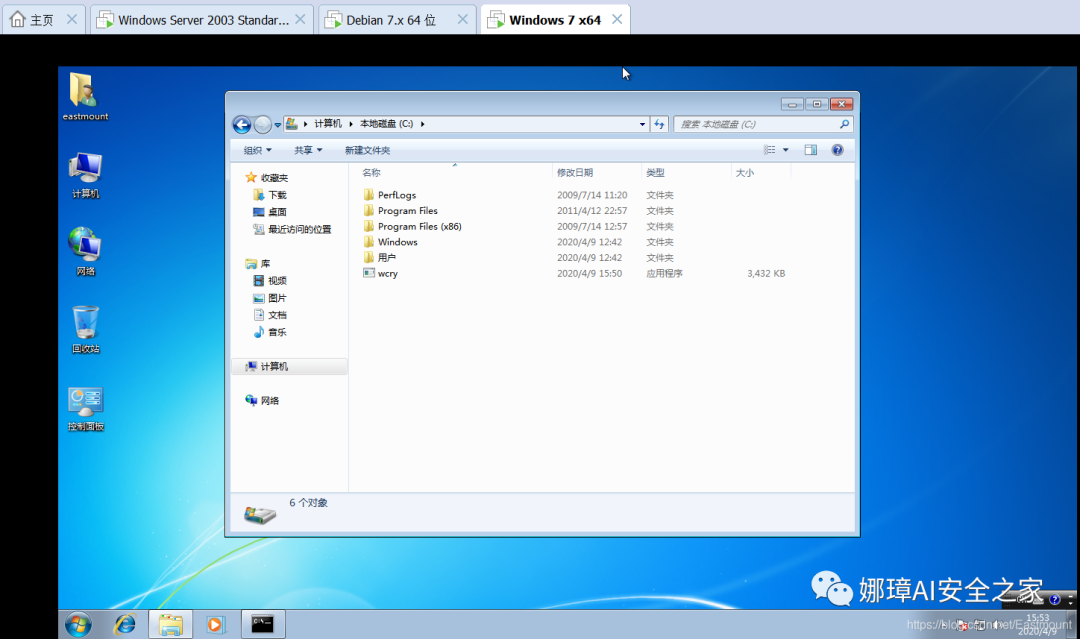 主页
Windows Server 2003 Standar...
Debian 7.x 64 位
Windows 7 x64
eastmount
计算机
网络
回收站
控制面板
计算机
本地磁盘 (C:)
搜索 本地磁盘 (C:)
组织
共享
新建文件夹
收藏夹
下载
桌面
最近访问的位置
库
视频
图片
文档
音乐
计算机
网络
名称 修改日期 类型 大小
PerfLogs 2009/7/14 11:20 文件夹
Program Files 2011/4/12 22:57 文件夹
Program Files (x86) 2009/7/14 12:57 文件夹
Windows 2020/4/9 12:42 文件夹
用户 2020/4/9 12:42 文件夹
wcry 2020/4/9 15:50 应用程序 3,432 KB
6 个对象
娜璋AI安全之家
15:53
2020/4/9
https://blog.csdn.net/Eastmount